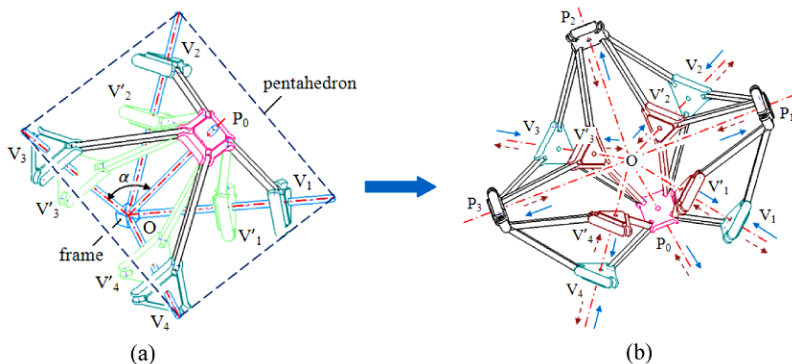 V₂
V'₂
P₀
pentahedron
V₃
α
V₁
V'₃
O
V'₁
frame
V'₄
V₄
(a)
P₂
V₂
V'₂
P₁
V₃
V'₃
O
V'₁
P₃
V'₄
P₀
V₁
V₄
(b)